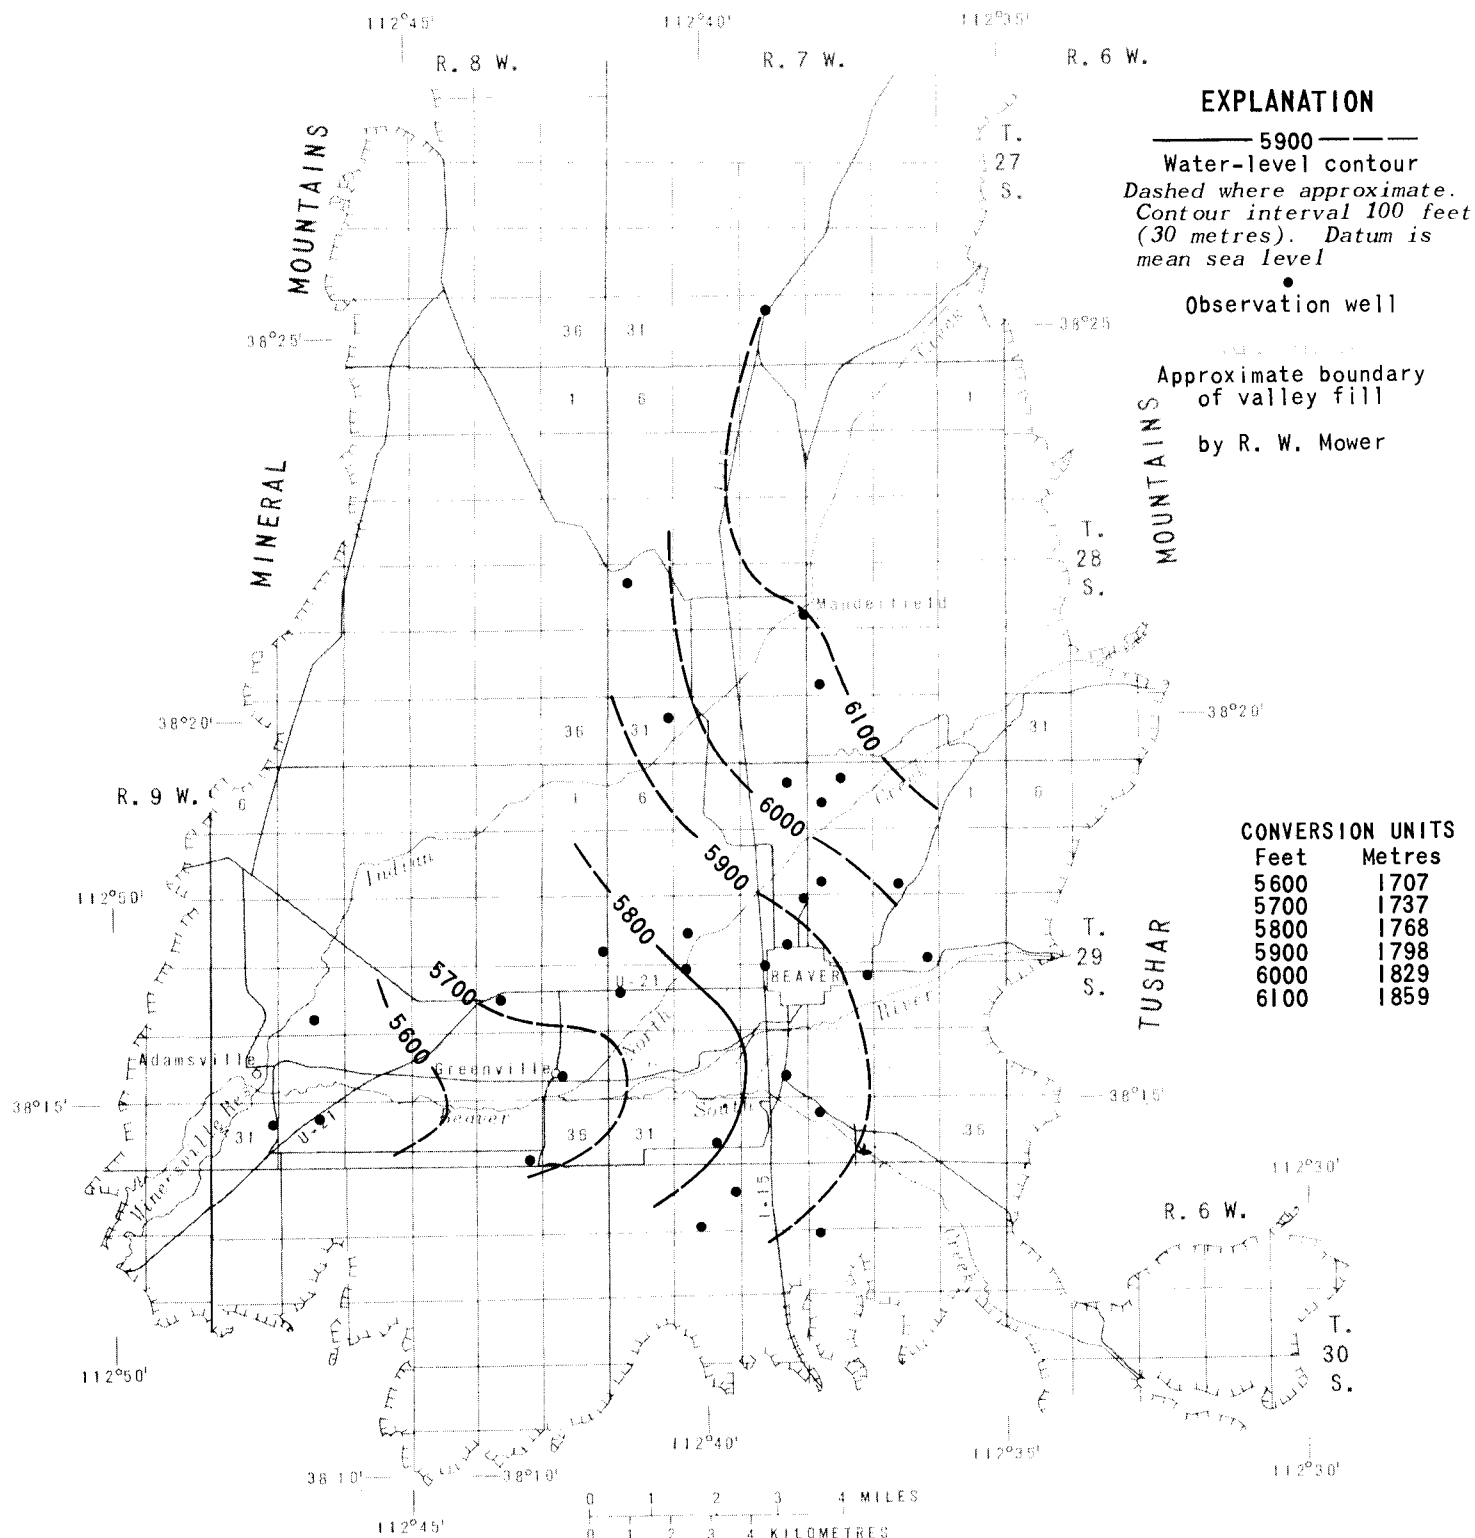 112°45'
112°40'
112°35'
R. 8 W.
R. 7 W.
R. 6 W.
EXPLANATION
5900
Water-level contour
Dashed where approximate.
Contour interval 100 feet
(30 metres). Datum is
mean sea level
Observation well
Approximate boundary
of valley fill
by R. W. Mower
T.
27
S.
MOUNTAINS
MINERAL
38°25'
36
31
38°25
1
6
1
MOUNTAINS
T.
28
S.
Manderfield
38°20'
36
31
6100
31
38°20'
R. 9 W.
6
1
6
6000
Creek
1
6
CONVERSION UNITS
Feet Metres
5600 1707
5700 1737
5800 1768
5900 1798
6000 1829
6100 1859
Indian
5900
112°50'
5800
T.
29
S.
TUSHAR
5700
U-21
BEAVER
River
North
5600
Adamsville
Greenville
38°15'
Minersville Res.
31
U-21
Beaver
36
31
South
36
38°15'
112°30'
I-15
R. 6 W.
Creek
T.
30
S.
112°50'
112°40'
112°35'
112°30'
38 10'
38°10'
112°45'
0 1 2 3 4 MILES
0 1 2 3 4 KILOMETRES